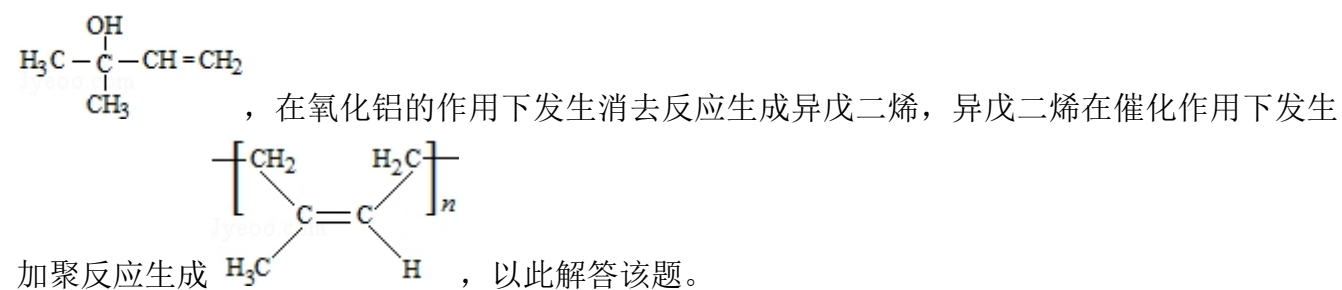 OH
H₃C－C－CH=CH₂
CH₃ ，在氧化铝的作用下发生消去反应生成异戊二烯，异戊二烯在催化作用下发生
CH₂ H₂C
n
C=C
加聚反应生成 H₃C H ，以此解答该题。